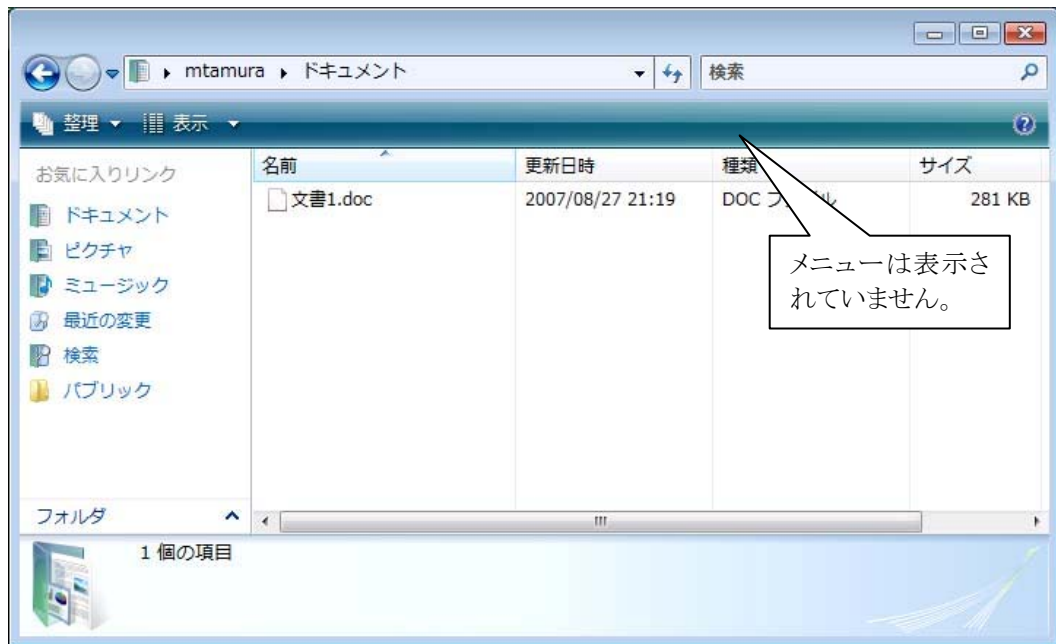 mtamura ▸ ドキュメント
検索
整理 表示
お気に入りリンク
ドキュメント
ピクチャ
ミュージック
最近の変更
検索
パブリック
フォルダ
名前 更新日時 種類 サイズ
文書1.doc 2007/08/27 21:19 DOC 281 KB
メニューは表示さ
れていません。
1 個の項目